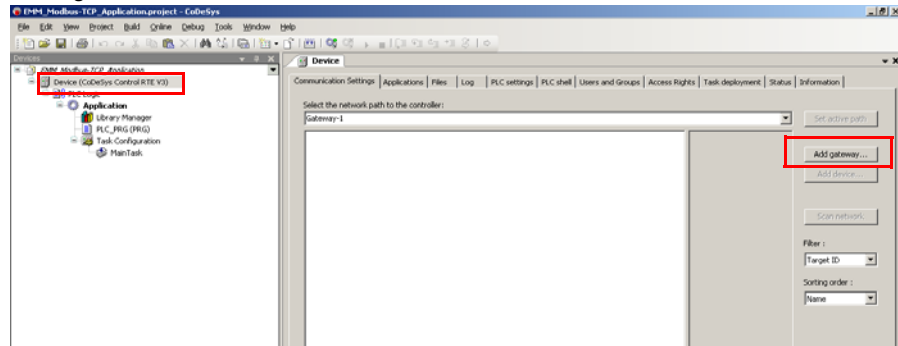 EMM_Modbus-TCP_Application.project - CoDeSys
File Edit View Project Build Online Debug Tools Window Help
Devices
EMM_Modbus-TCP_Application
Device (CoDeSys Control RTE V3)
PLC Logic
Application
Library Manager
PLC_PRG (PRG)
Task Configuration
MainTask
Device
Communication Settings Applications Files Log PLC settings PLC shell Users and Groups Access Rights Task deployment Status Information
Select the network path to the controller:
Gateway-1
Set active path
Add gateway...
Add device...
Scan network
Filter :
Target ID
Sorting order :
Name